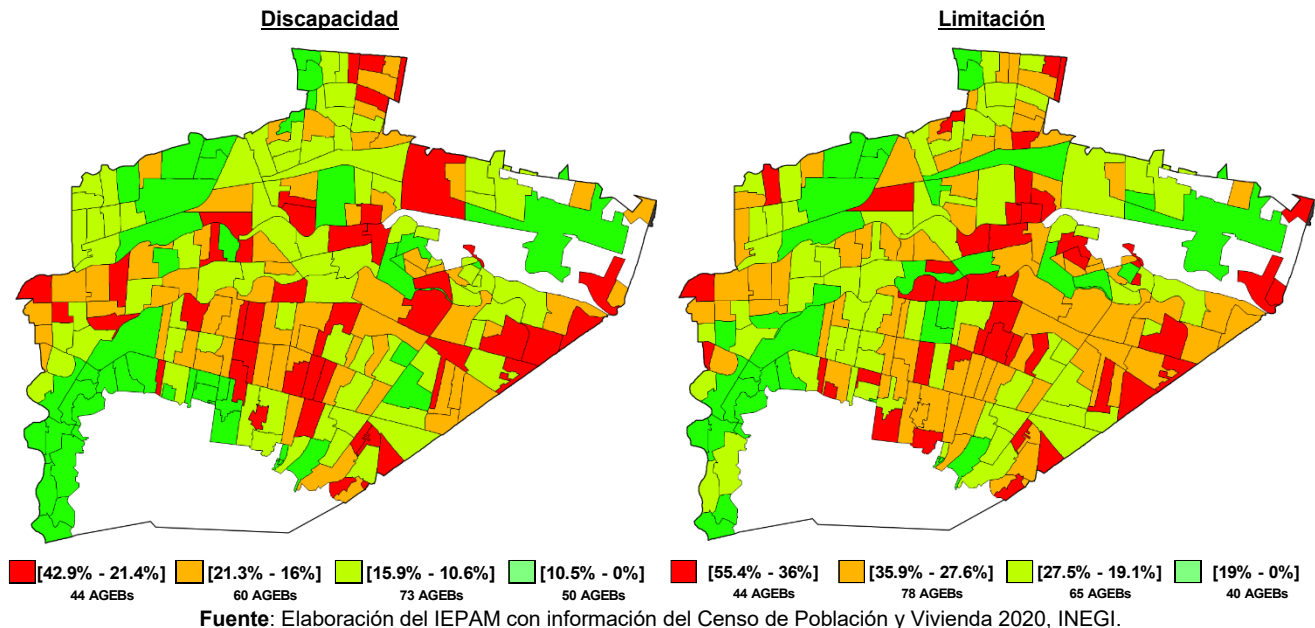 Discapacidad Limitación
[42.9% - 21.4%] [21.3% - 16%] [15.9% - 10.6%] [10.5% - 0%] [55.4% - 36%] [35.9% - 27.6%] [27.5% - 19.1%] [19% - 0%]
44 AGEBs 60 AGEBs 73 AGEBs 50 AGEBs 44 AGEBs 78 AGEBs 65 AGEBs 40 AGEBs
Fuente: Elaboración del IEPAM con información del Censo de Población y Vivienda 2020, INEGI.